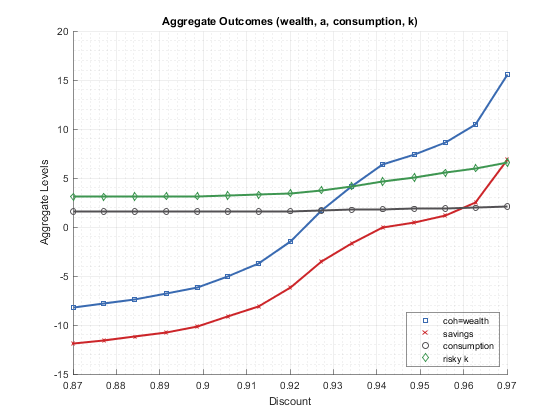 Aggregate Outcomes (wealth, a, consumption, k)
20
15
10
5
0
-5
-10
-15
Aggregate Levels
0.87 0.88 0.89 0.9 0.91 0.92 0.93 0.94 0.95 0.96 0.97
Discount
coh=wealth
savings
consumption
risky k